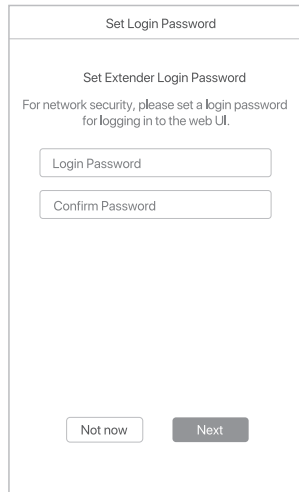 Set Login Password
Set Extender Login Password
For network security, please set a login password
for logging in to the web UI.
Login Password
Confirm Password
Not now
Next